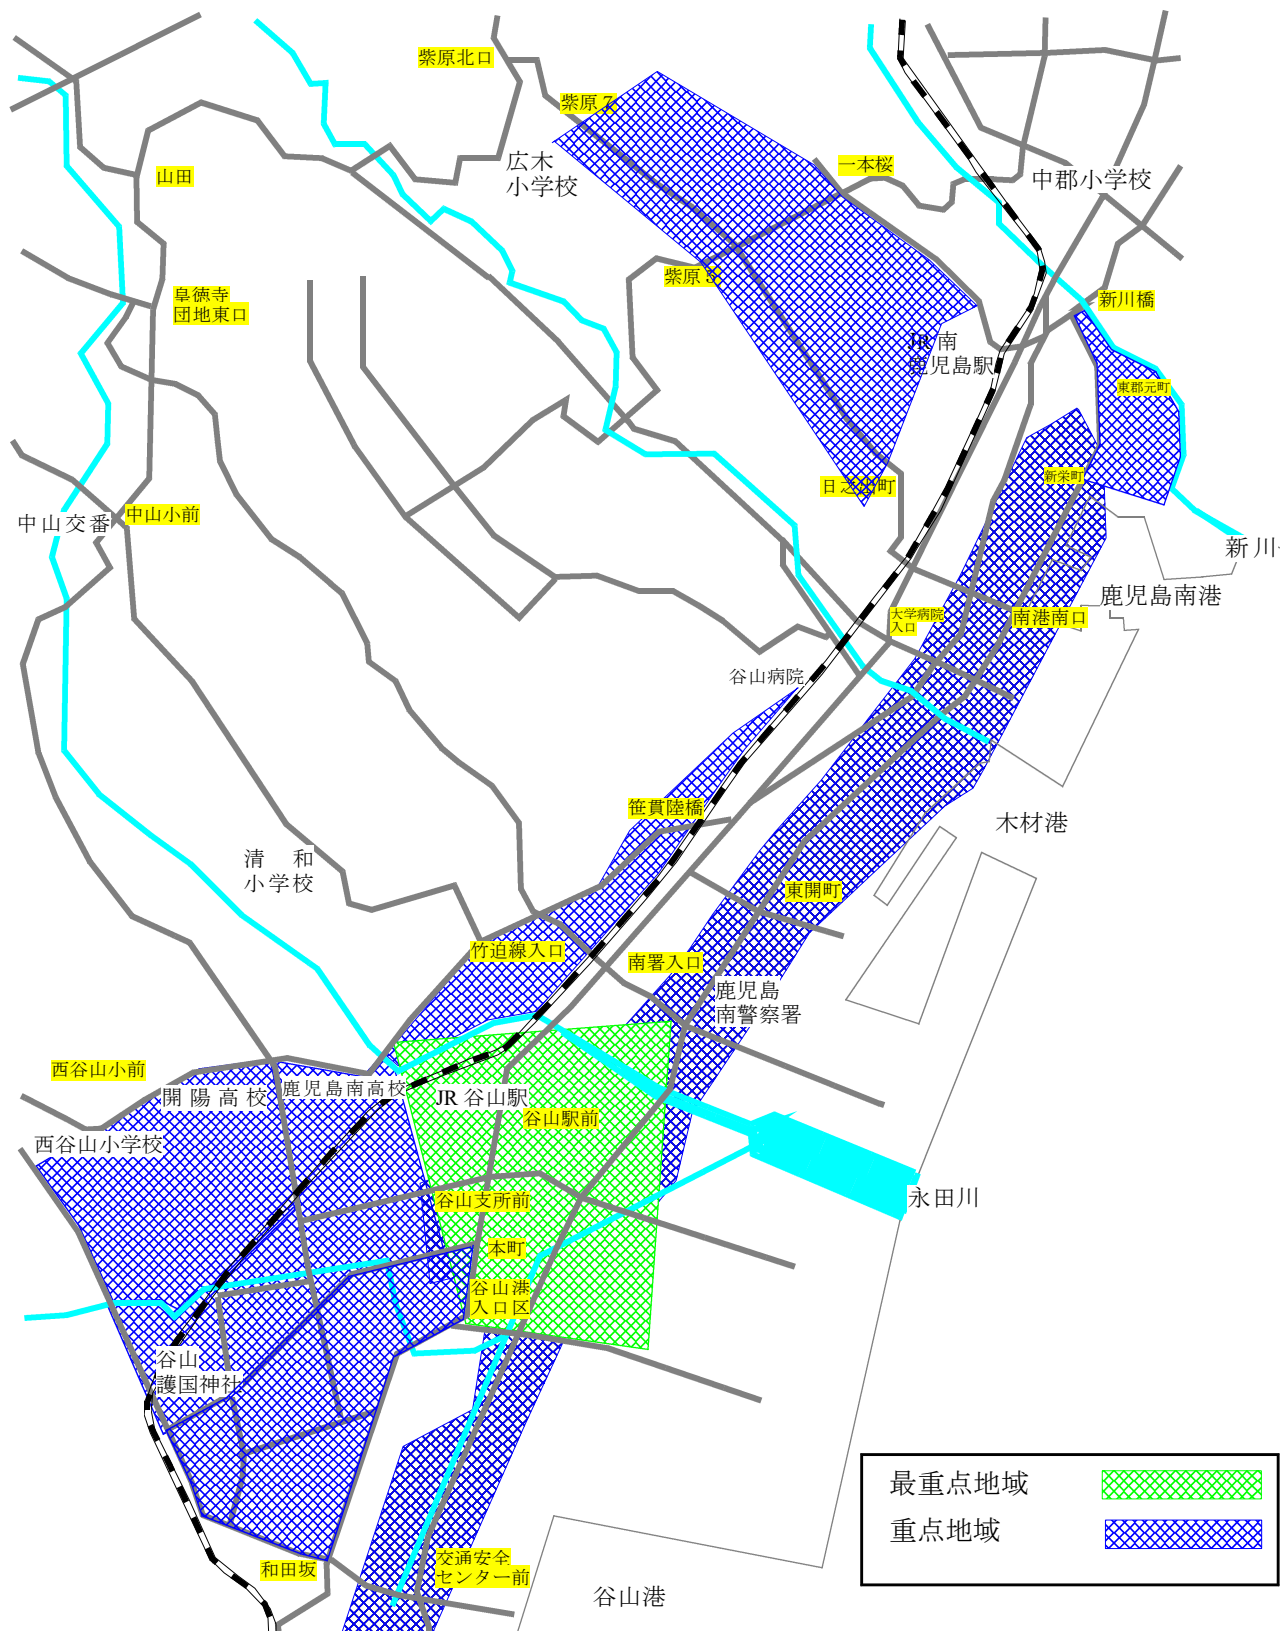 紫原北口
紫原7
広木
小学校
一本桜
中郡小学校
山田
紫原3
皇徳寺
団地東口
新川橋
JR南
鹿児島駅
東郡元町
新栄町
日之出町
中山交番
中山小前
新川
鹿児島南港
大学病院
入口
南港南口
谷山病院
笹貫陸橋
木材港
清 和
小学校
東開町
竹迫線入口
南署入口
鹿児島
南警察署
西谷山小前
開陽高校
鹿児島南高校
JR谷山駅
谷山駅前
西谷山小学校
谷山支所前
永田川
本町
谷山港
入口区
谷山
護国神社
最重点地域
重点地域
和田坂
交通安全
センター前
谷山港